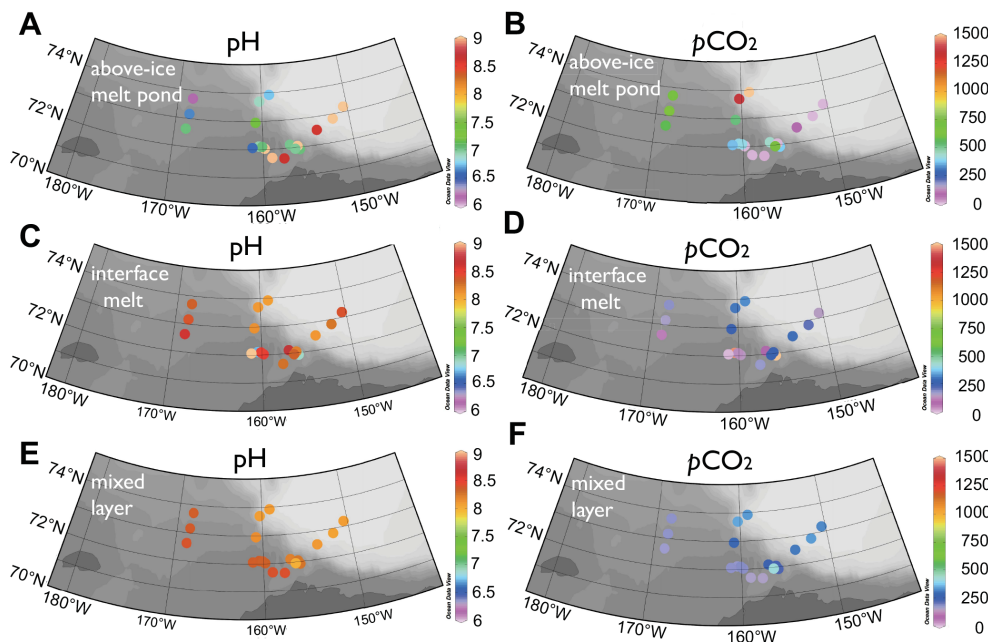 A
pH
above-ice
melt pond
74°N
72°N
70°N
180°W
170°W
160°W
150°W
9
8.5
8
7.5
7
6.5
6
Ocean Data View
B
pCO2
above-ice
melt pond
74°N
72°N
70°N
180°W
170°W
160°W
150°W
1500
1250
1000
750
500
250
0
Ocean Data View
C
pH
interface
melt
74°N
72°N
70°N
180°W
170°W
160°W
150°W
9
8.5
8
7.5
7
6.5
6
Ocean Data View
D
pCO2
interface
melt
74°N
72°N
70°N
180°W
170°W
160°W
150°W
1500
1250
1000
750
500
250
0
Ocean Data View
E
pH
mixed
layer
74°N
72°N
70°N
180°W
170°W
160°W
150°W
9
8.5
8
7.5
7
6.5
6
Ocean Data View
F
pCO2
mixed
layer
74°N
72°N
70°N
180°W
170°W
160°W
150°W
1500
1250
1000
750
500
250
0
Ocean Data View